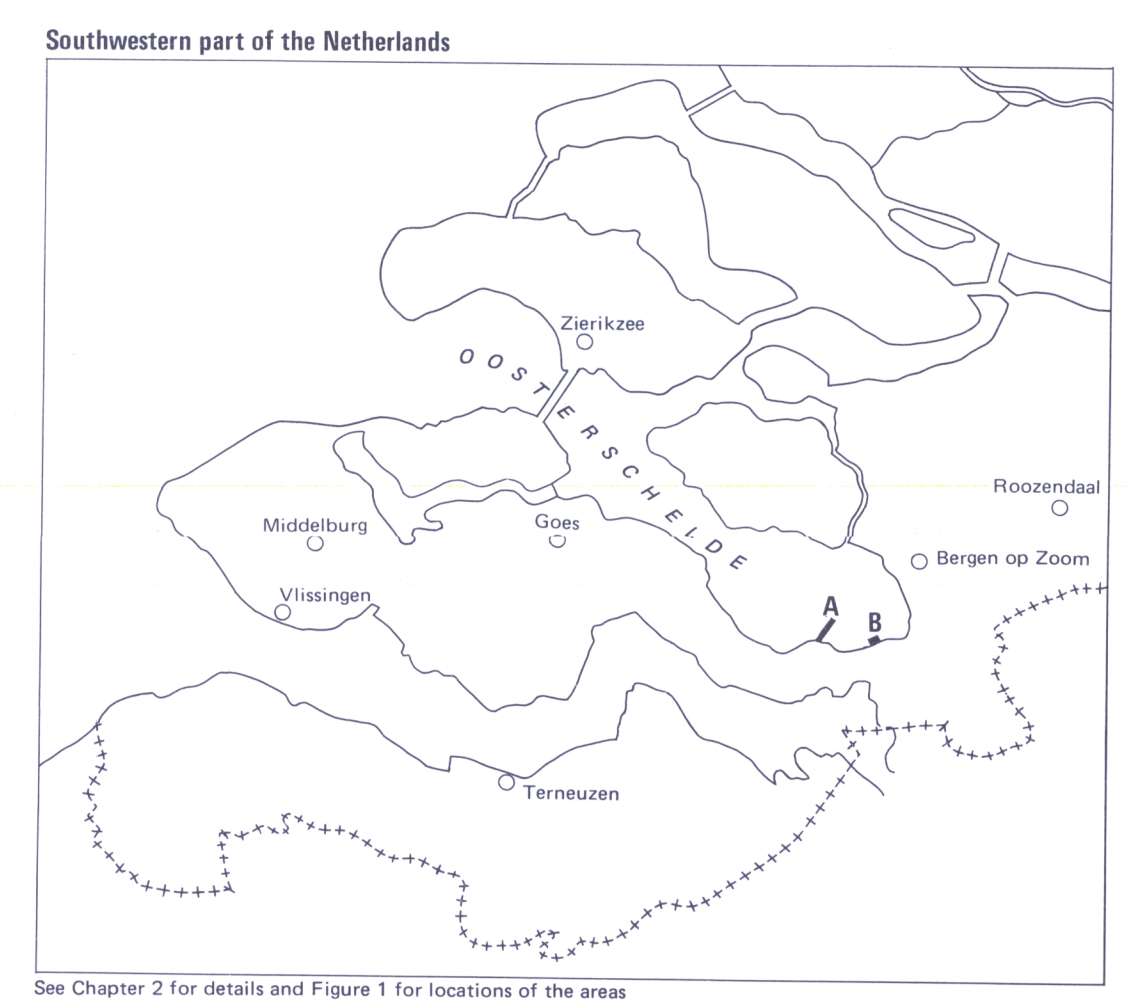 Southwestern part of the Netherlands
Zierikzee
OOSTERSCHELDE
Roozendaal
Middelburg
Goes
Bergen op Zoom
Vlissingen
A
B
Terneuzen
See Chapter 2 for details and Figure 1 for locations of the areas